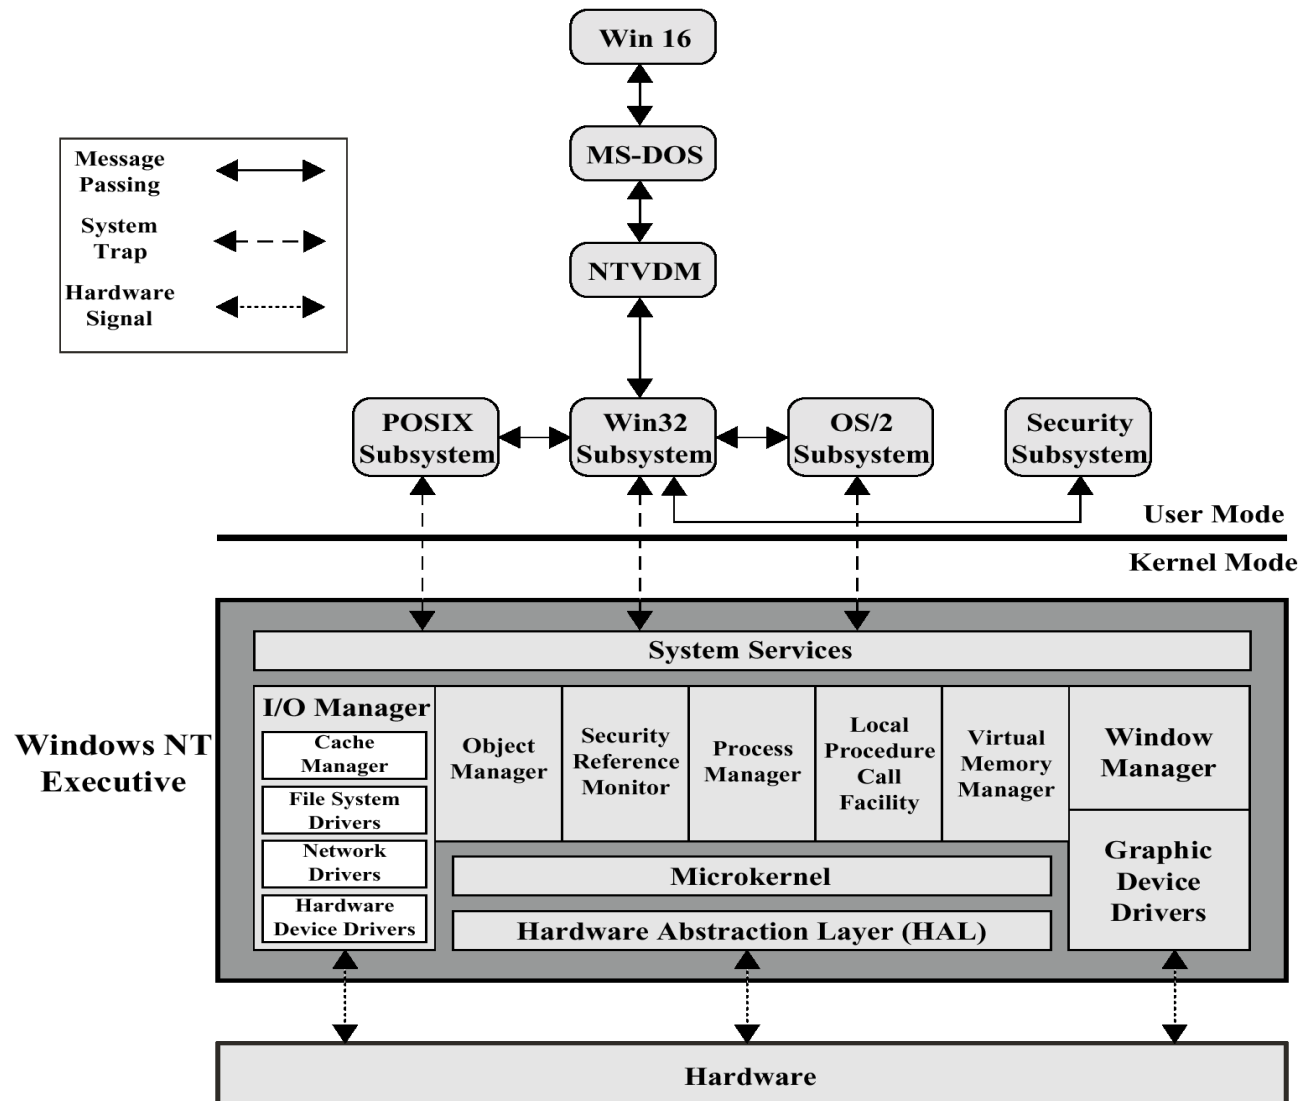 Win 16
MS-DOS
NTVDM
Message
Passing
System
Trap
Hardware
Signal
POSIX
Subsystem
Win32
Subsystem
OS/2
Subsystem
Security
Subsystem
User Mode
Kernel Mode
Windows NT
Executive
System Services
I/O Manager
Cache
Manager
File System
Drivers
Network
Drivers
Hardware
Device Drivers
Object
Manager
Security
Reference
Monitor
Process
Manager
Local
Procedure
Call
Facility
Virtual
Memory
Manager
Window
Manager
Graphic
Device
Drivers
Microkernel
Hardware Abstraction Layer (HAL)
Hardware